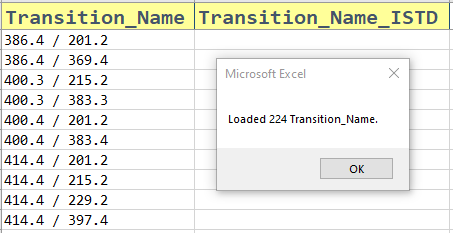 Transition_Name Transition_Name_ISTD
386.4 / 201.2
386.4 / 369.4
400.3 / 215.2
400.3 / 383.3
400.4 / 201.2
400.4 / 383.4
414.4 / 201.2
414.4 / 215.2
414.4 / 229.2
414.4 / 397.4
Microsoft Excel
Loaded 224 Transition_Name.
OK